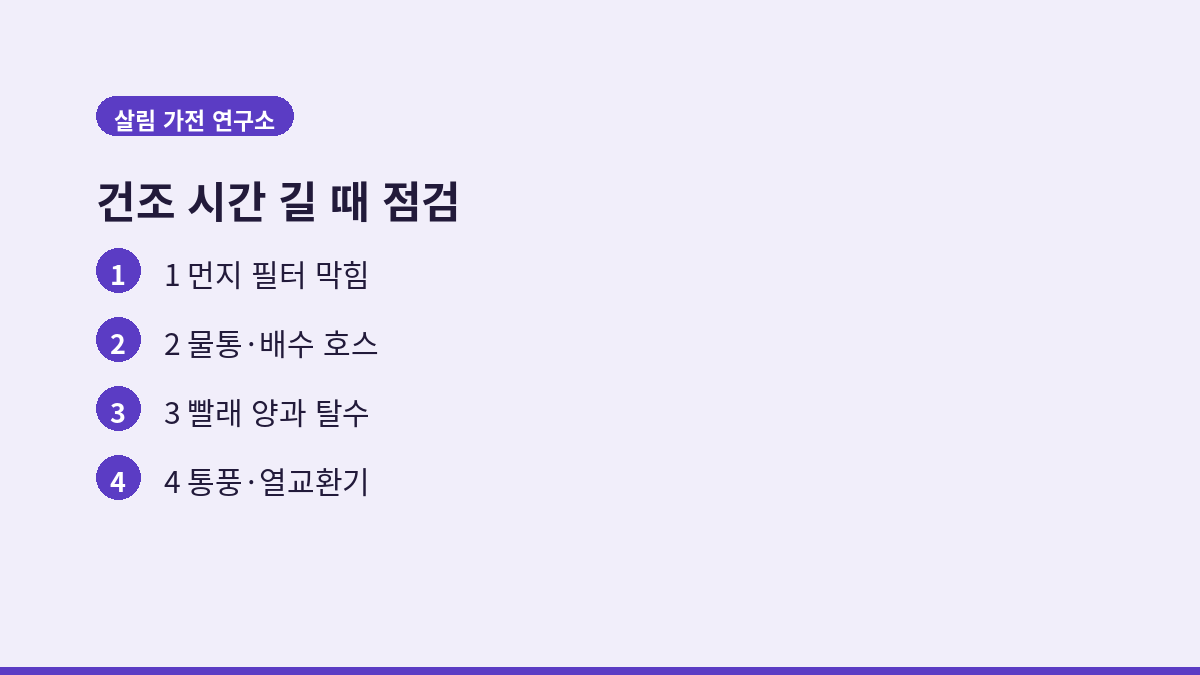 살림 가전 연구소
건조 시간 길 때 점검
1 1 먼지 필터 막힘
2 2 물통·배수 호스
3 3 빨래 양과 탈수
4 4 통풍·열교환기